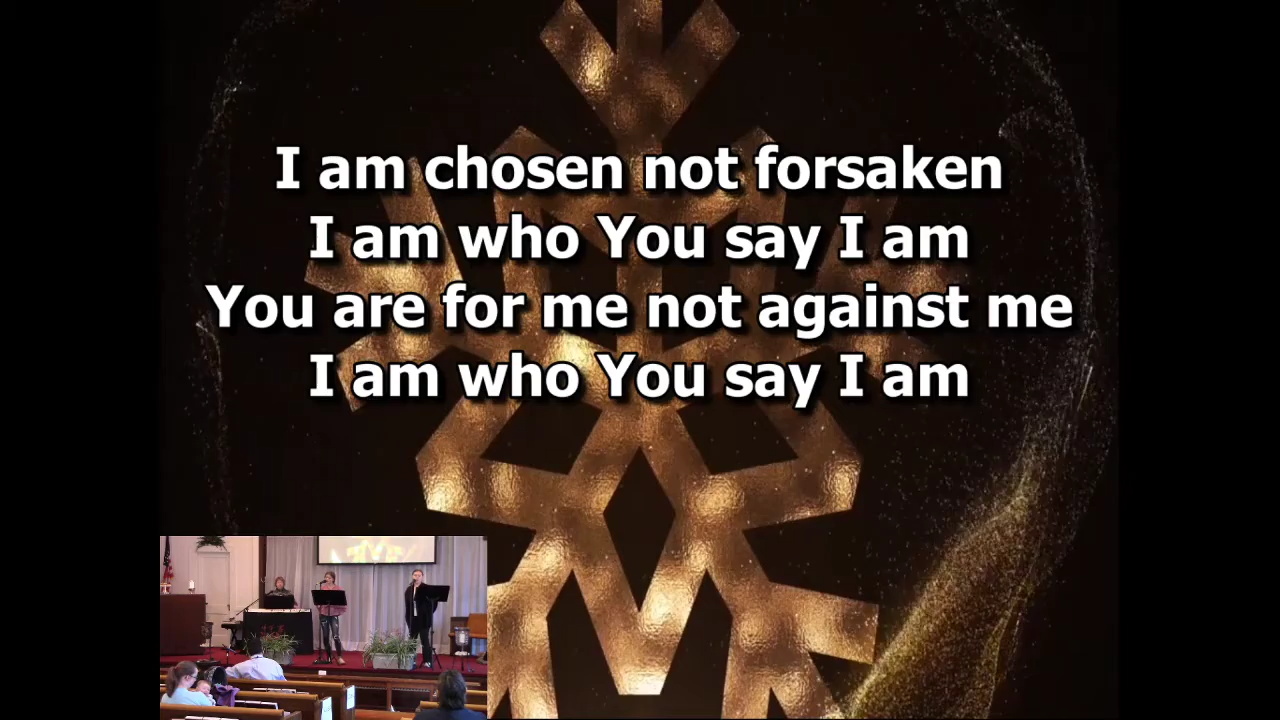 I am chosen not forsaken
I am who You say I am
You are for me not against me
I am who You say I am